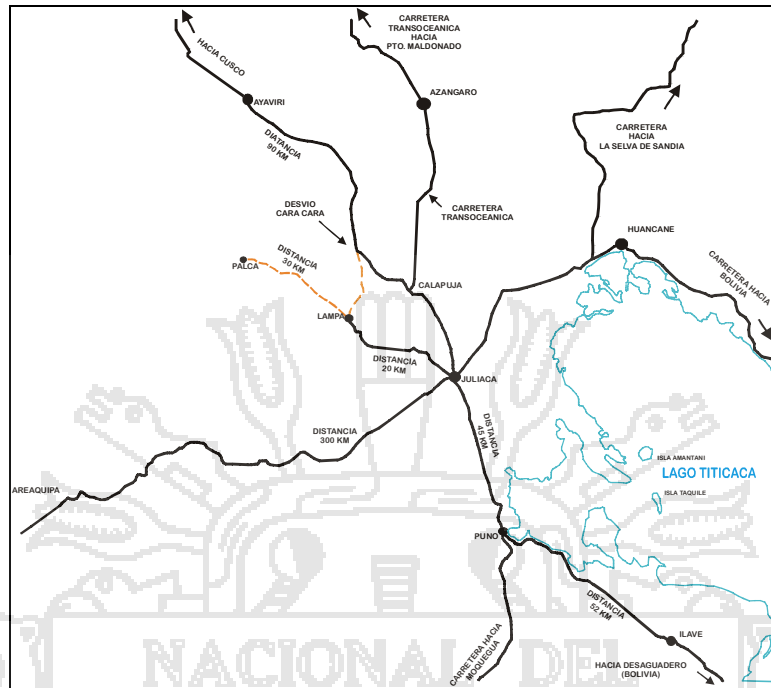 CARRETERA
TRANSOCEANICA
HACIA
PTO. MALDONADO
HACIA CUSCO
AYAVIRI
AZANGARO
DIATANCIA
90 KM
CARRETERA
HACIA
LA SELVA DE SANDIA
DESVIO
CARA CARA
CARRETERA
TRANSOCEANICA
HUANCANE
PALCA
DISTANCIA
30 KM
CARRETERA HACIA
BOLIVIA
CALAPUJA
LAMPA
DISTANCIA
20 KM
JULIACA
DISTANCIA
300 KM
DISTANCIA
45 KM
ISLA AMANTANI
LAGO TITICACA
AREAQUIPA
ISLA TAQUILE
PUNO
DISTANCIA
52 KM
ILAVE
CARRETERA HACIA
MOQUEGUA
HACIA DESAGUADERO
(BOLIVIA)
NACIONAL DEL